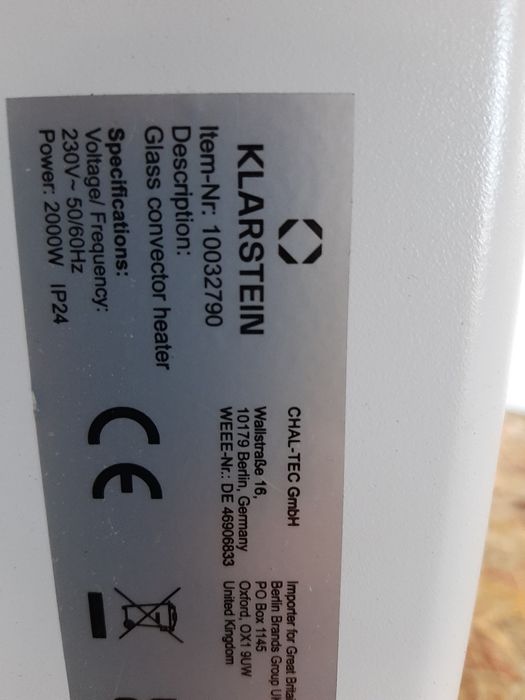 KLARSTEIN
Item-Nr: 10032790
Description:
Glass convector heater
Specifications:
Voltage/ Frequency:
230V~ 50/60Hz
Power: 2000W IP24
CHAL-TEC GmbH
Wallstraße 16,
10179 Berlin, Germany
WEEE-Nr.: DE 46906833
CE
Importer for Great
Berlin Brands Group
PO Box 1145
Oxford, OX1 9UW
United Kingdom